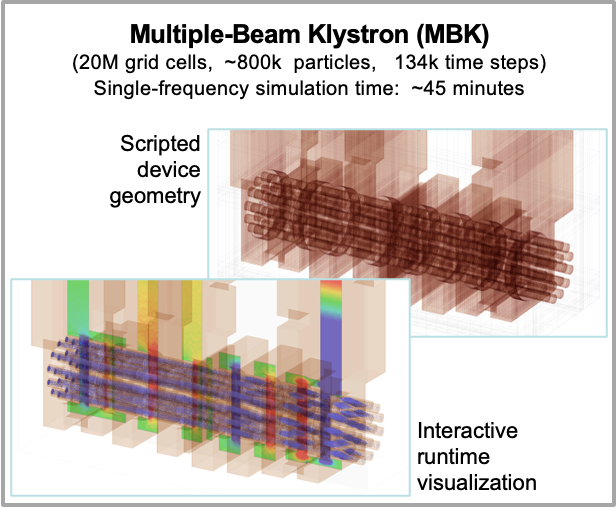 Multiple-Beam Klystron (MBK)
(20M grid cells, ~800k particles, 134k time steps)
Single-frequency simulation time: ~45 minutes
Scripted
device
geometry
Interactive
runtime
visualization